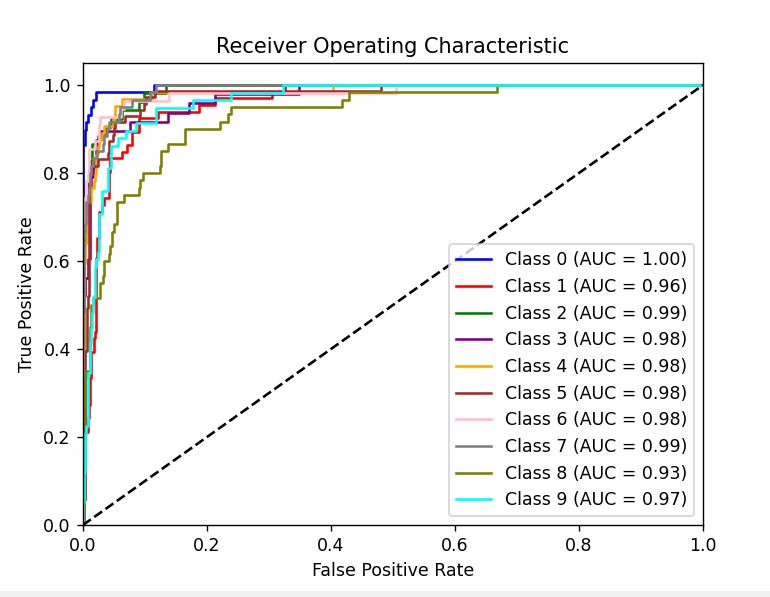 Receiver Operating Characteristic
True Positive Rate
1.0
0.8
0.6
0.4
0.2
0.0
Class 0 (AUC = 1.00)
Class 1 (AUC = 0.96)
Class 2 (AUC = 0.99)
Class 3 (AUC = 0.98)
Class 4 (AUC = 0.98)
Class 5 (AUC = 0.98)
Class 6 (AUC = 0.98)
Class 7 (AUC = 0.99)
Class 8 (AUC = 0.93)
Class 9 (AUC = 0.97)
0.0 0.2 0.4 0.6 0.8 1.0
False Positive Rate